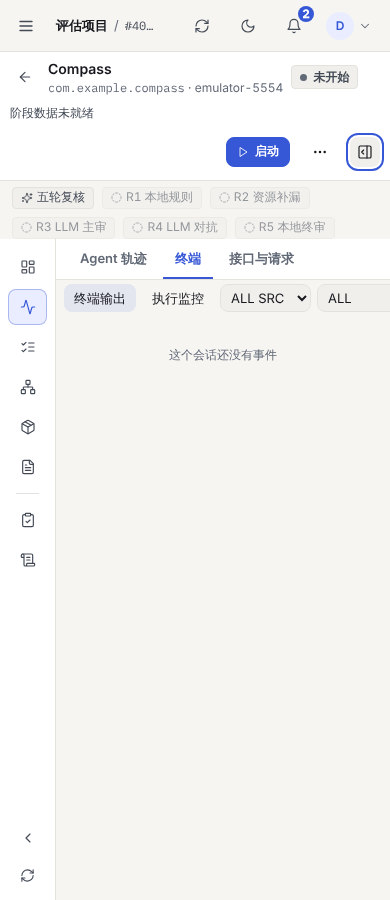 评估项目 / #40…
2
D
Compass
com.example.compass · emulator-5554
未开始
阶段数据未就绪
启动
五轮复核 R1 本地规则 R2 资源补漏
R3 LLM 主审 R4 LLM 对抗 R5 本地终审
Agent 轨迹 终端 接口与请求
终端输出 执行监控 ALL SRC ALL
这个会话还没有事件